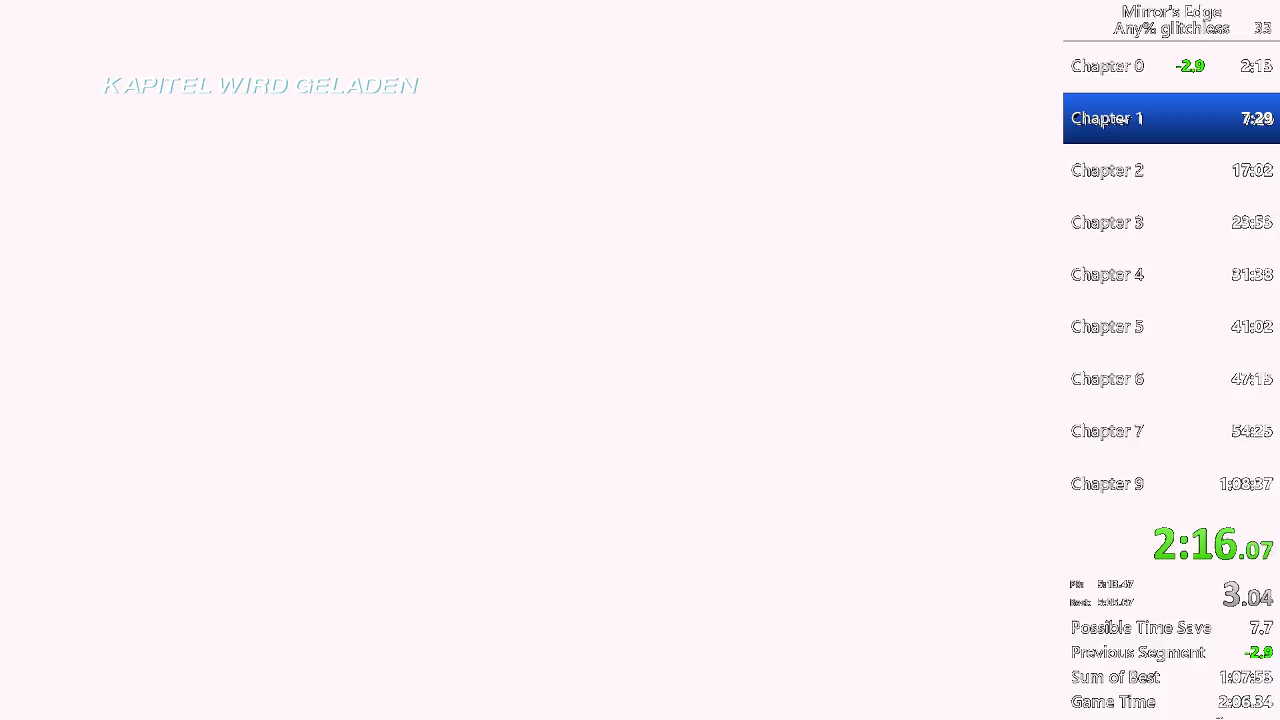 KAPITEL WIRD GELADEN
Mirror's Edge
Any% glitchless 33
Chapter 0 -2,9 2:13
Chapter 1 7:29
Chapter 2 17:02
Chapter 3 23:53
Chapter 4 31:38
Chapter 5 41:02
Chapter 6 47:15
Chapter 7 54:25
Chapter 9 1:08:37
2:16.07
3.04
Possible Time Save 7,7
Previous Segment -2,9
Sum of Best 1:07:53
Game Time 2:06.34